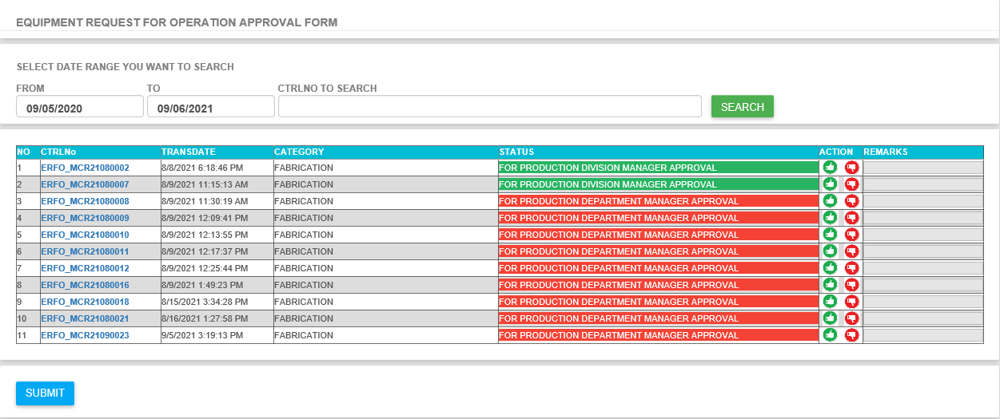 EQUIPMENT REQUEST FOR OPERATION APPROVAL FORM
SELECT DATE RANGE YOU WANT TO SEARCH
FROM TO CTRLNO TO SEARCH
09/05/2020 09/06/2021 SEARCH
NO CTRLNo TRANSDATE CATEGORY STATUS ACTION REMARKS
1 ERFO_MCR21080002 8/8/2021 6:18:46 PM FABRICATION FOR PRODUCTION DIVISION MANAGER APPROVAL
2 ERFO_MCR21080007 8/9/2021 11:15:13 AM FABRICATION FOR PRODUCTION DIVISION MANAGER APPROVAL
3 ERFO_MCR21080008 8/9/2021 11:30:19 AM FABRICATION FOR PRODUCTION DEPARTMENT MANAGER APPROVAL
4 ERFO_MCR21080009 8/9/2021 12:09:41 PM FABRICATION FOR PRODUCTION DEPARTMENT MANAGER APPROVAL
5 ERFO_MCR21080010 8/9/2021 12:13:55 PM FABRICATION FOR PRODUCTION DEPARTMENT MANAGER APPROVAL
6 ERFO_MCR21080011 8/9/2021 12:17:37 PM FABRICATION FOR PRODUCTION DEPARTMENT MANAGER APPROVAL
7 ERFO_MCR21080012 8/9/2021 12:25:44 PM FABRICATION FOR PRODUCTION DEPARTMENT MANAGER APPROVAL
8 ERFO_MCR21080016 8/9/2021 1:49:23 PM FABRICATION FOR PRODUCTION DEPARTMENT MANAGER APPROVAL
9 ERFO_MCR21080018 8/15/2021 3:34:28 PM FABRICATION FOR PRODUCTION DEPARTMENT MANAGER APPROVAL
10 ERFO_MCR21080021 8/16/2021 1:27:58 PM FABRICATION FOR PRODUCTION DEPARTMENT MANAGER APPROVAL
11 ERFO_MCR21090023 9/5/2021 3:19:13 PM FABRICATION FOR PRODUCTION DEPARTMENT MANAGER APPROVAL
SUBMIT